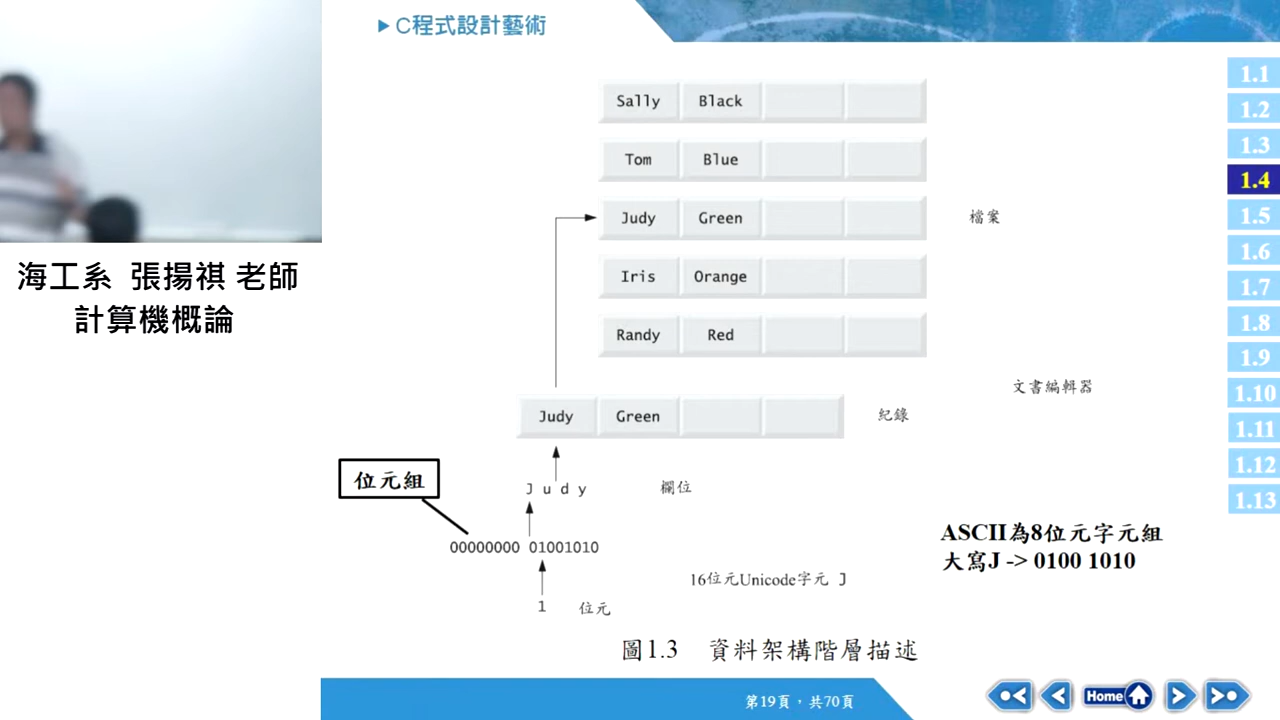 C程式設計藝術
海工系 張揚祺 老師
計算機概論
Sally Black
Tom Blue
Judy Green
檔案
Iris Orange
Randy Red
文書編輯器
Judy Green
紀錄
位元組
J u d y
欄位
00000000 01001010
16位元Unicode字元 J
1 位元
ASCII為8位元字元組
大寫J -> 0100 1010
圖1.3 資料架構階層描述
1.1
1.2
1.3
1.4
1.5
1.6
1.7
1.8
1.9
1.10
1.11
1.12
1.13
第19頁，共70頁
Home